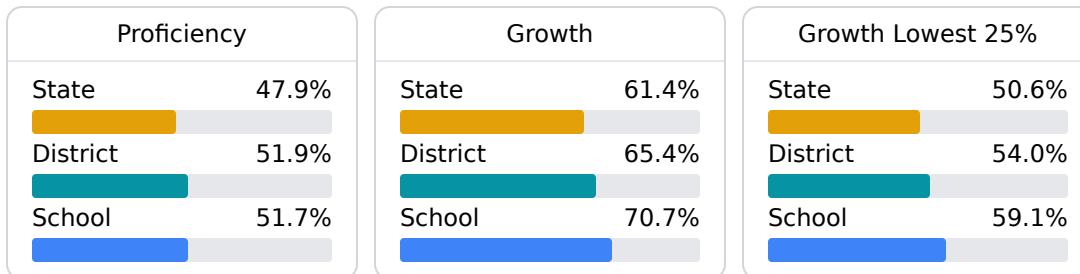 Proficiency
State 47.9%
District 51.9%
School 51.7%
Growth
State 61.4%
District 65.4%
School 70.7%
Growth Lowest 25%
State 50.6%
District 54.0%
School 59.1%